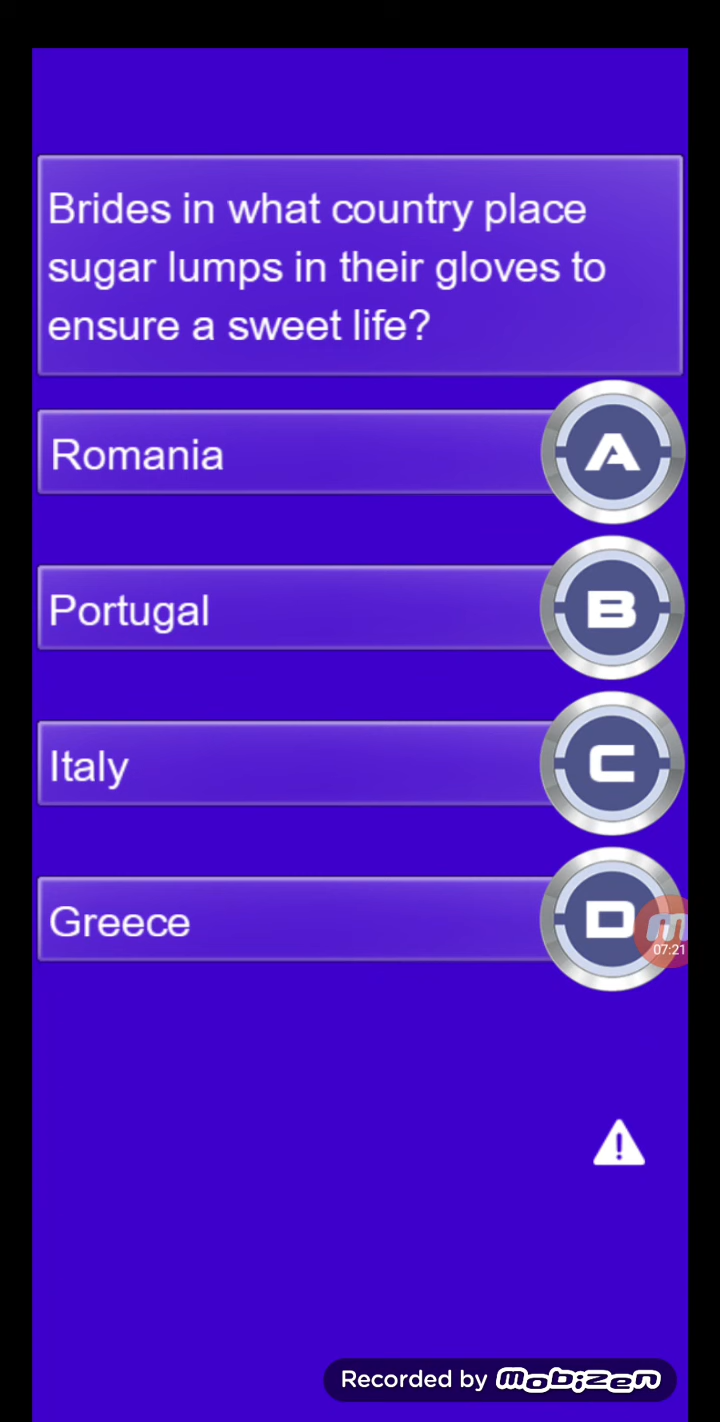 Brides in what country place
sugar lumps in their gloves to
ensure a sweet life?
Romania
A
Portugal
B
Italy
C
Greece
D
07:21
Recorded by mobizen